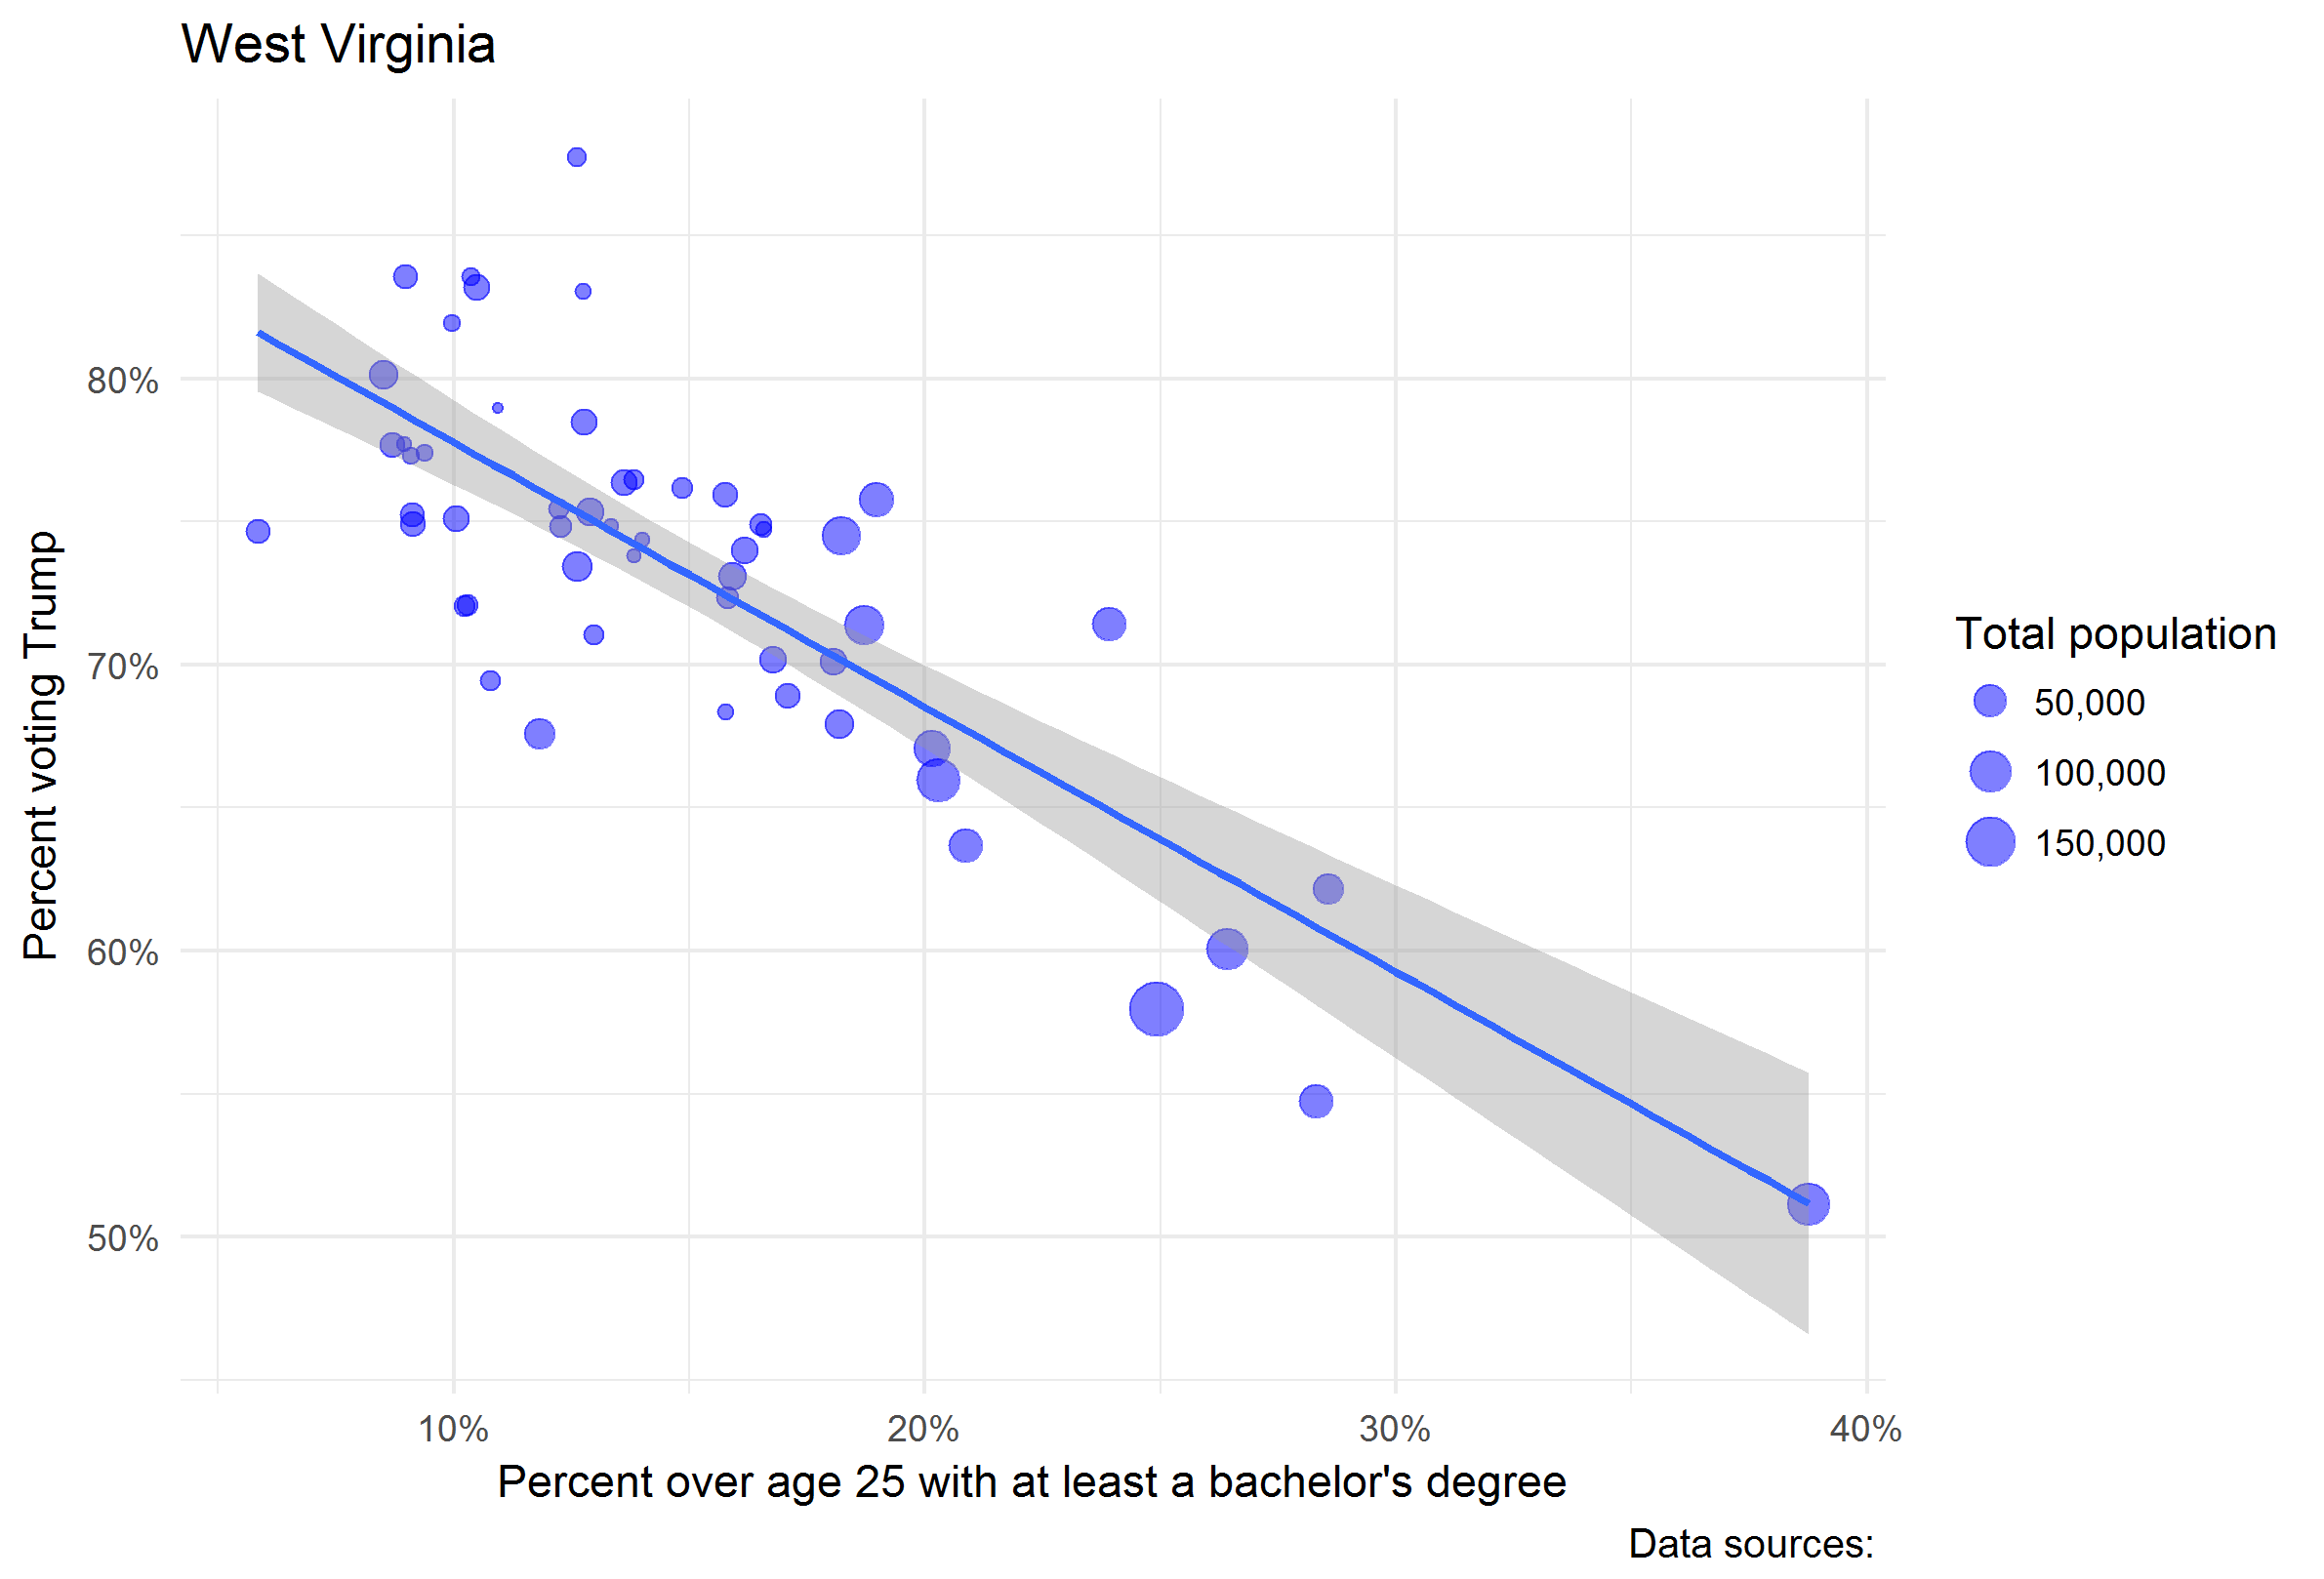 West Virginia
Percent voting Trump
80%
70%
60%
50%
10% 20% 30% 40%
Percent over age 25 with at least a bachelor's degree
Total population
50,000
100,000
150,000
Data sources: